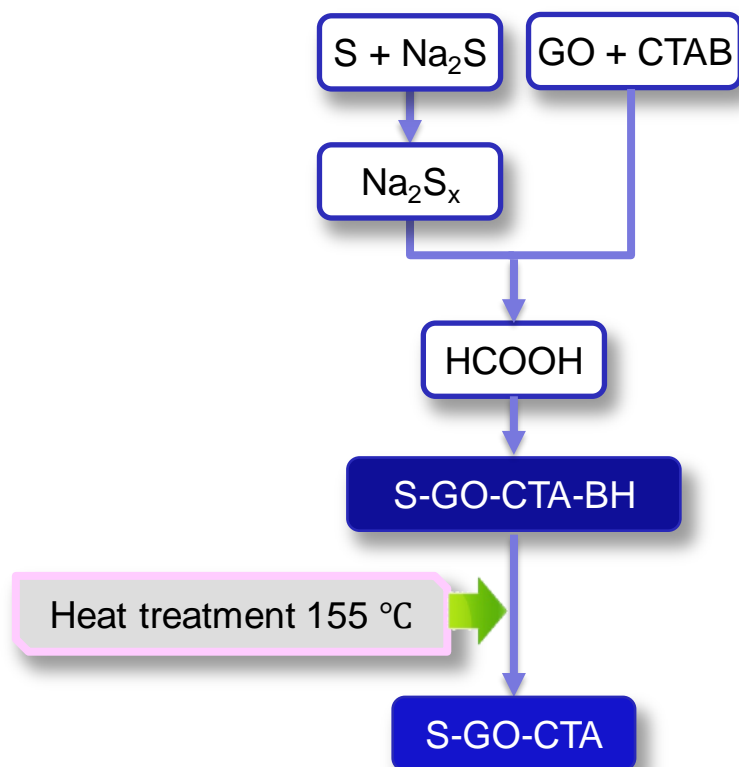 S + Na₂S
GO + CTAB
Na₂Sₓ
HCOOH
S-GO-CTA-BH
Heat treatment 155 ℃
S-GO-CTA